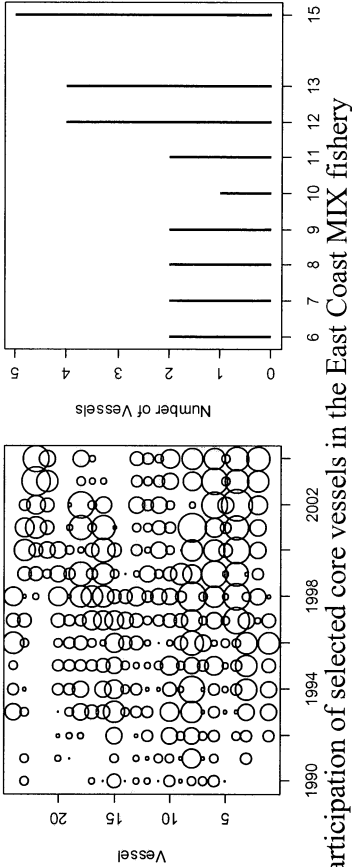 Vessel
5 10 15 20
1990 1994 1998 2002
Number of Vessels
0 1 2 3 4 5
6 7 8 9 10 11 12 13 15
articipation of selected core vessels in the East Coast MIX fishery